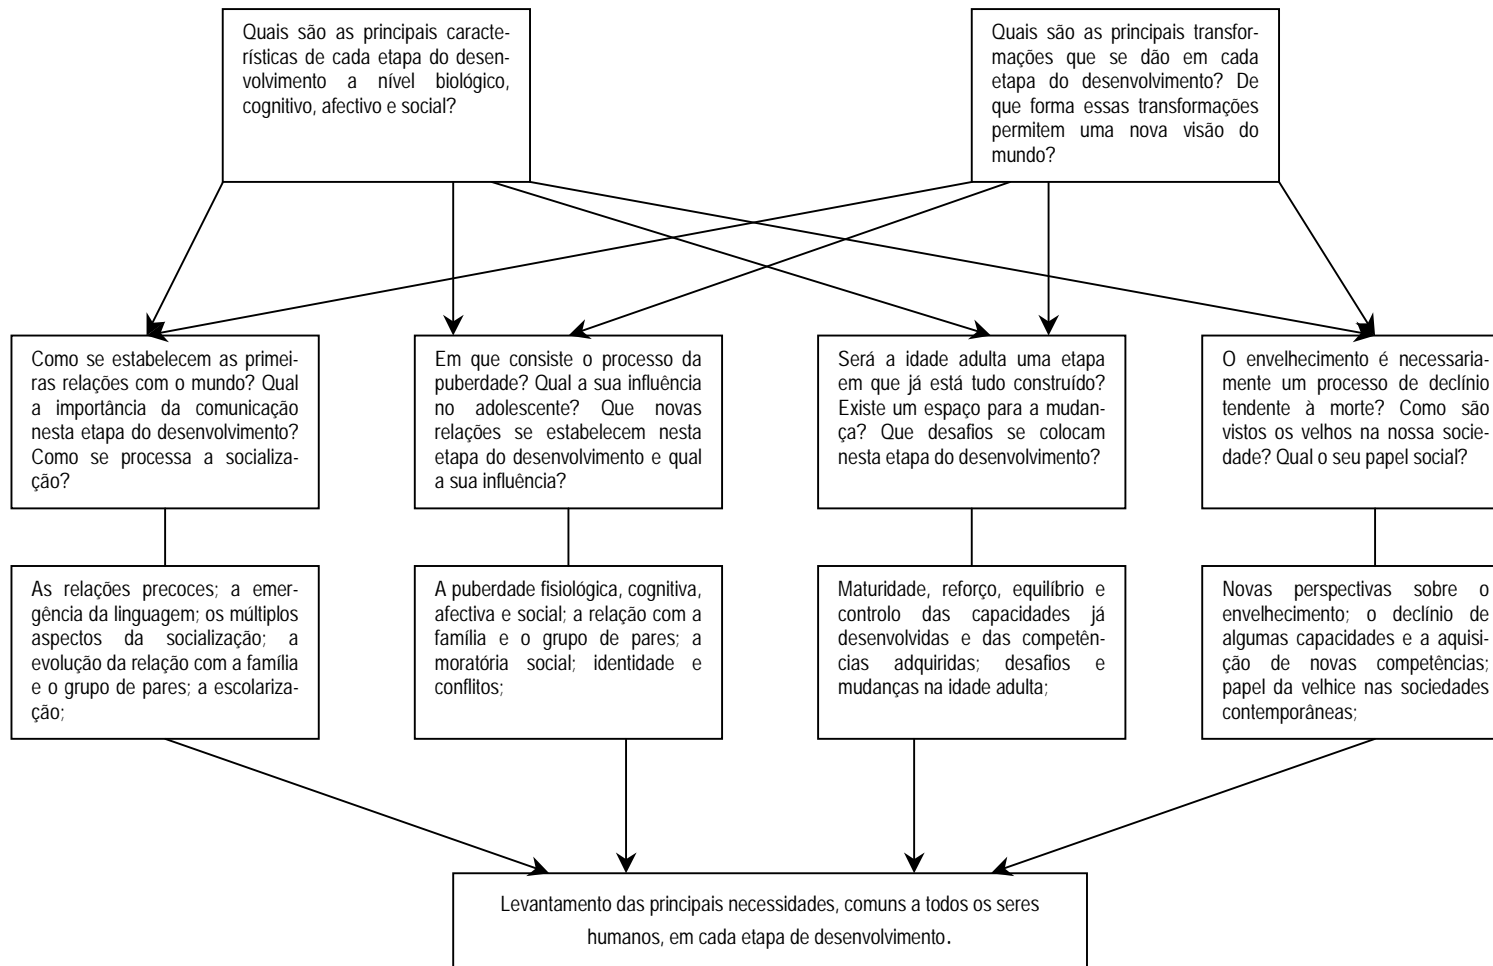 Quais são as principais caracte-
rísticas de cada etapa do desen-
volvimento a nível biológico,
cognitivo, afectivo e social?
Quais são as principais transfor-
mações que se dão em cada
etapa do desenvolvimento? De
que forma essas transformações
permitem uma nova visão do
mundo?
Como se estabelecem as primei-
ras relações com o mundo? Qual
a importância da comunicação
nesta etapa do desenvolvimento?
Como se processa a socializa-
ção?
Em que consiste o processo da
puberdade? Qual a sua influência
no adolescente? Que novas
relações se estabelecem nesta
etapa do desenvolvimento e qual
a sua influência?
Será a idade adulta uma etapa
em que já está tudo construído?
Existe um espaço para a mudan-
ça? Que desafios se colocam
nesta etapa do desenvolvimento?
O envelhecimento é necessaria-
mente um processo de declínio
tendente à morte? Como são
vistos os velhos na nossa socie-
dade? Qual o seu papel social?
As relações precoces; a emer-
gência da linguagem; os múltiplos
aspectos da socialização; a
evolução da relação com a família
e o grupo de pares; a escolariza-
ção;
A puberdade fisiológica, cognitiva,
afectiva e social; a relação com a
família e o grupo de pares; a
moratória social; identidade e
conflitos;
Maturidade, reforço, equilíbrio e
controlo das capacidades já
desenvolvidas e das competên-
cias adquiridas; desafios e
mudanças na idade adulta;
Novas perspectivas sobre o
envelhecimento; o declínio de
algumas capacidades e a aquisi-
ção de novas competências;
papel da velhice nas sociedades
contemporâneas;
Levantamento das principais necessidades, comuns a todos os seres
humanos, em cada etapa de desenvolvimento.